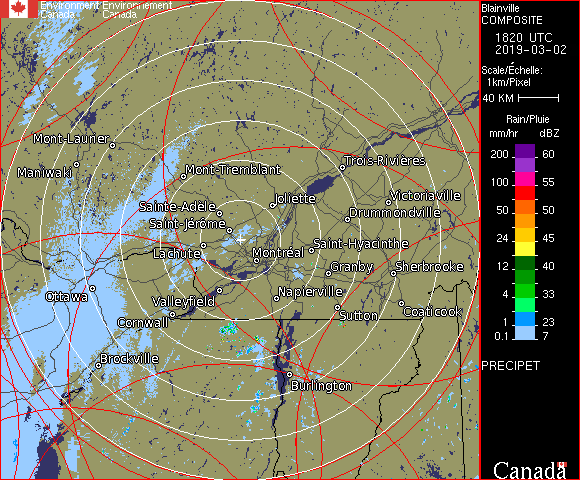 Environment Environnement
Canada Canada
Blainville
COMPOSITE
1820 UTC
2019-03-02
Scale/Échelle:
1km/Pixel
40 KM
Rain/Pluie
mm/hr dBZ
200 60
100 55
50 50
24 45
12 40
4 33
1 23
0.1 7
PRECIPET
Canada
Mont-Laurier
Maniwaki
Mont-Tremblant
Trois-Rivières
Sainte-Adèle
Joliette
Victoriaville
Saint-Jérôme
Drummondville
Lachute
Montréal
Saint-Hyacinthe
Granby
Sherbrooke
Ottawa
Valleyfield
Napierville
Cornwall
Sutton
Coaticook
Brockville
Burlington